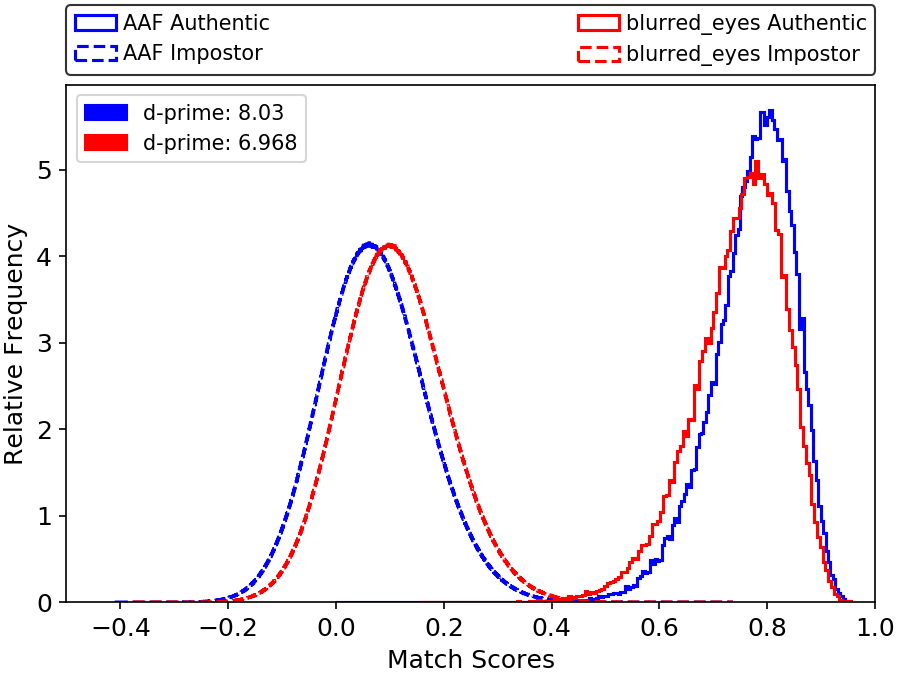 AAF Authentic
AAF Impostor
blurred_eyes Authentic
blurred_eyes Impostor
d-prime: 8.03
d-prime: 6.968
Relative Frequency
5
4
3
2
1
0
−0.4 −0.2 0.0 0.2 0.4 0.6 0.8 1.0
Match Scores